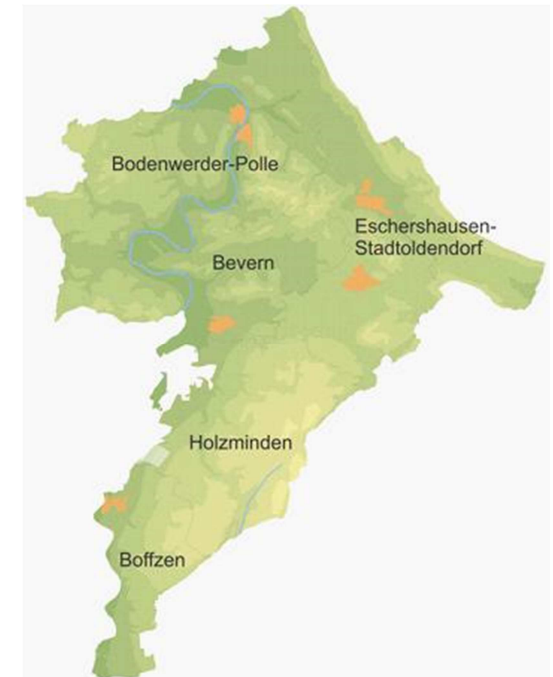 Bodenwerder-Polle
Eschershausen-
Stadtoldendorf
Bevern
Holzminden
Boffzen